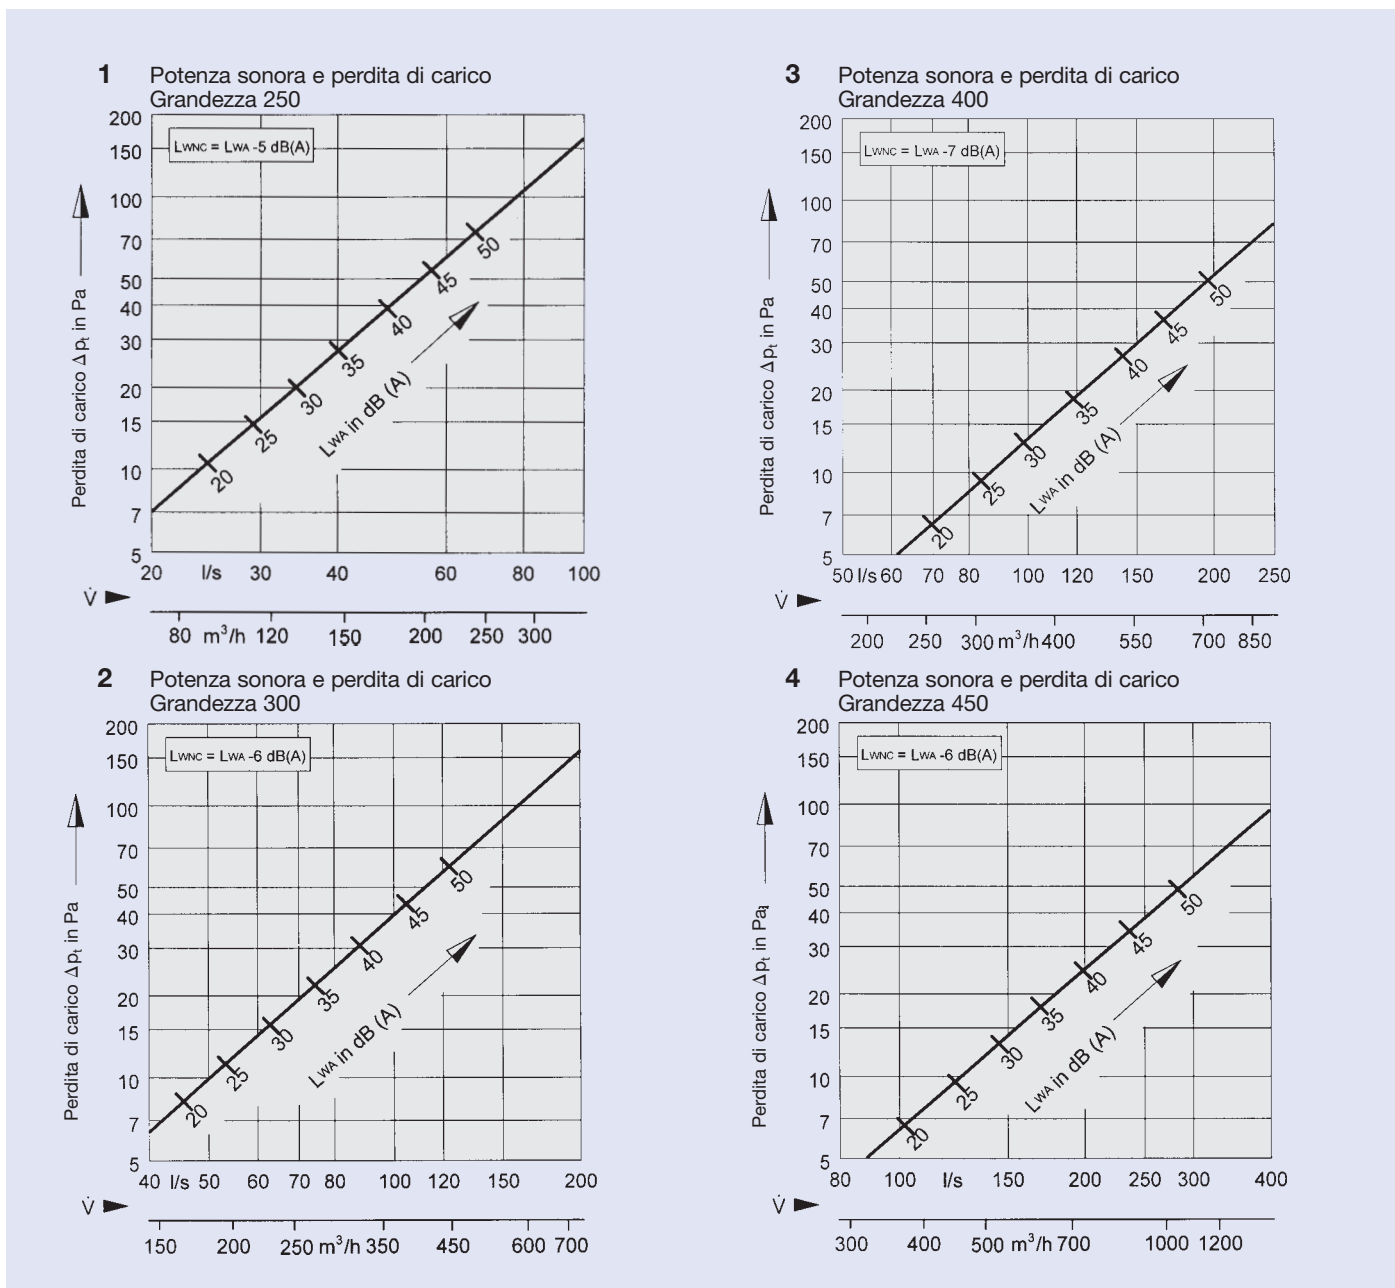 1 Potenza sonora e perdita di carico
Grandezza 250
200
150
100
70
50
40
30
20
15
10
7
5
Perdita di carico Δpt in Pa
LWNC = LWA -5 dB(A)
20
25
30
35
40
45
50
LWA in dB (A)
20 l/s 30 40 60 80 100
V̇
80 m³/h 120 150 200 250 300
2 Potenza sonora e perdita di carico
Grandezza 300
200
150
100
70
50
40
30
20
15
10
7
5
Perdita di carico Δpt in Pa
LWNC = LWA -6 dB(A)
20
25
30
35
40
45
50
LWA in dB (A)
40 l/s 50 60 70 80 100 120 150 200
V̇
150 200 250 m³/h 350 450 600 700
3 Potenza sonora e perdita di carico
Grandezza 400
200
150
100
70
50
40
30
20
15
10
7
5
Perdita di carico Δpt in Pa
LWNC = LWA -7 dB(A)
20
25
30
35
40
45
50
LWA in dB (A)
50 l/s 60 70 80 100 120 150 200 250
V̇
200 250 300 m³/h 400 550 700 850
4 Potenza sonora e perdita di carico
Grandezza 450
200
150
100
70
50
40
30
20
15
10
7
5
Perdita di carico Δpt in Pa
LWNC = LWA -6 dB(A)
20
25
30
35
40
45
50
LWA in dB (A)
80 100 l/s 150 200 250 300 400
V̇
300 400 500 m³/h 700 1000 1200